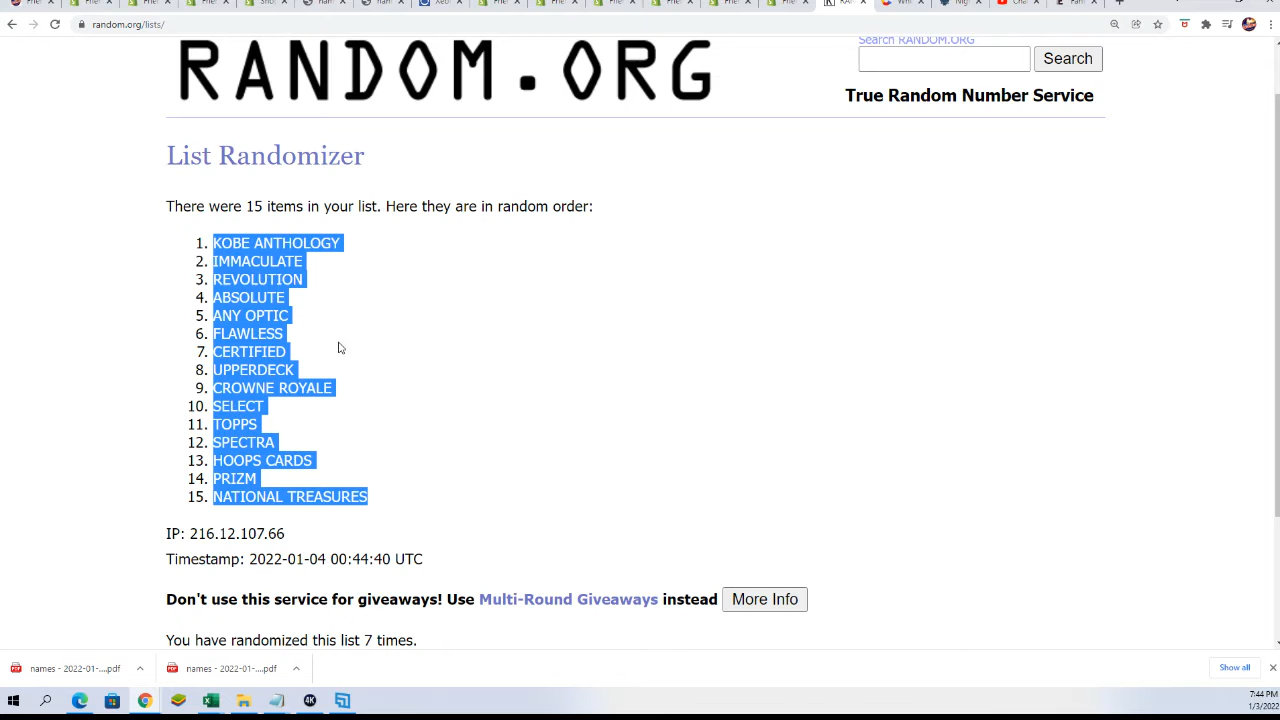 random.org/lists/
RANDOM.ORG
Search RANDOM.ORG
Search
True Random Number Service
List Randomizer
There were 15 items in your list. Here they are in random order:
1. KOBE ANTHOLOGY
2. IMMACULATE
3. REVOLUTION
4. ABSOLUTE
5. ANY OPTIC
6. FLAWLESS
7. CERTIFIED
8. UPPERDECK
9. CROWNE ROYALE
10. SELECT
11. TOPPS
12. SPECTRA
13. HOOPS CARDS
14. PRIZM
15. NATIONAL TREASURES
IP: 216.12.107.66
Timestamp: 2022-01-04 00:44:40 UTC
Don't use this service for giveaways! Use Multi-Round Giveaways instead More Info
You have randomized this list 7 times.
names - 2022-01-....pdf names - 2022-01-....pdf Show all
7:44 PM
1/3/2022